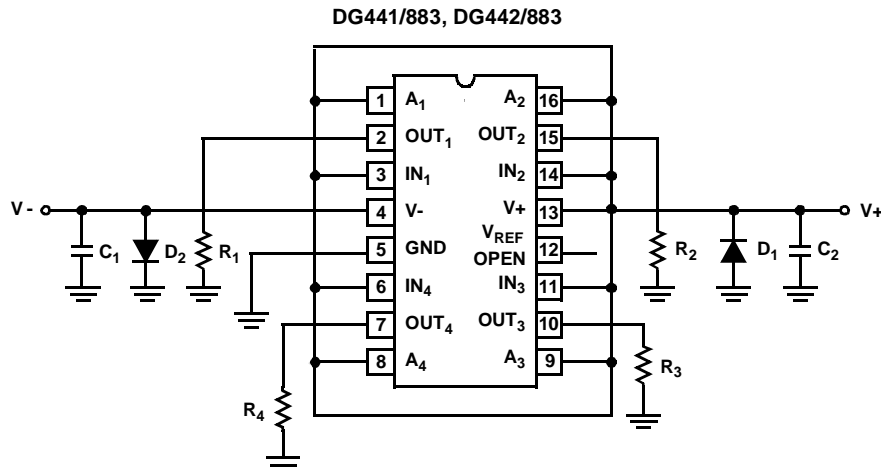 DG441/883, DG442/883
1 A1 A2 16
2 OUT1 OUT2 15
3 IN1 IN2 14
V- 4 V- V+ 13 V+
C1 D2 R1 5 GND VREF OPEN 12 R2 D1 C2
6 IN4 IN3 11
7 OUT4 OUT3 10
8 A4 A3 9
R4 R3